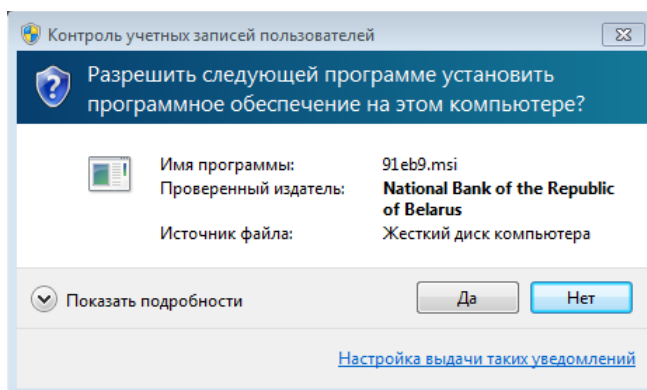 Контроль учетных записей пользователей
Разрешить следующей программе установить
программное обеспечение на этом компьютере?
Имя программы: 91eb9.msi
Проверенный издатель: National Bank of the Republic
of Belarus
Источник файла: Жесткий диск компьютера
Показать подробности Да Нет
Настройка выдачи таких уведомлений